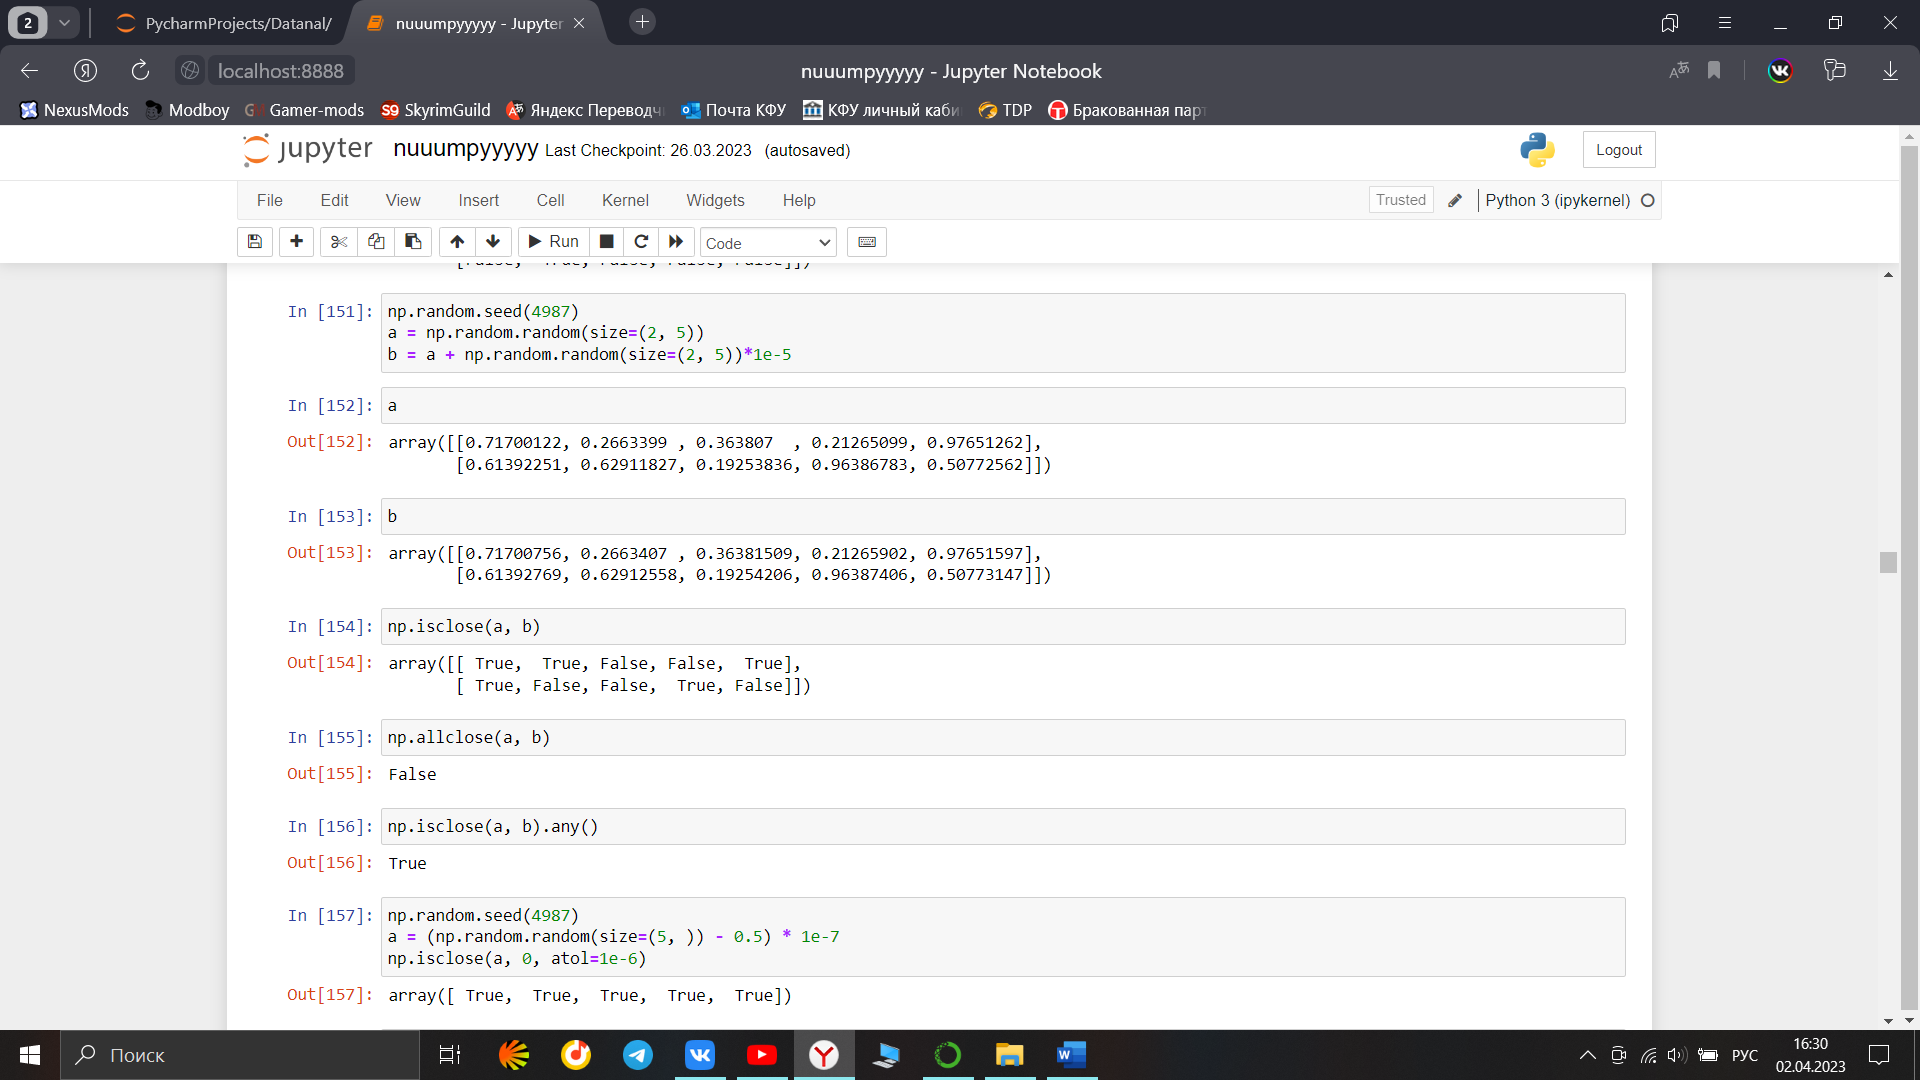 2
PycharmProjects/Datanal/
nuuumpyyyyy - Jupyter
Я
localhost:8888
nuuumpyyyyy - Jupyter Notebook
NexusMods
Modboy
Gamer-mods
S9 SkyrimGuild
Яндекс Переводч
Почта КФУ
КФУ личный каби
TDP
Бракованная пар
jupyter nuuumpyyyyy Last Checkpoint: 26.03.2023 (autosaved)
Logout
File Edit View Insert Cell Kernel Widgets Help
Trusted
Python 3 (ipykernel)
Run
Code
[False, True, False, False, False]])
In [151]: np.random.seed(4987)
a = np.random.random(size=(2, 5))
b = a + np.random.random(size=(2, 5))*1e-5
In [152]: a
Out[152]: array([[0.71700122, 0.2663399 , 0.363807  , 0.21265099, 0.97651262],
[0.61392251, 0.62911827, 0.19253836, 0.96386783, 0.50772562]])
In [153]: b
Out[153]: array([[0.71700756, 0.2663407 , 0.36381509, 0.21265902, 0.97651597],
[0.61392769, 0.62912558, 0.19254206, 0.96387406, 0.50773147]])
In [154]: np.isclose(a, b)
Out[154]: array([[ True,  True, False, False,  True],
[ True, False, False,  True, False]])
In [155]: np.allclose(a, b)
Out[155]: False
In [156]: np.isclose(a, b).any()
Out[156]: True
In [157]: np.random.seed(4987)
a = (np.random.random(size=(5, )) - 0.5) * 1e-7
np.isclose(a, 0, atol=1e-6)
Out[157]: array([ True,  True,  True,  True,  True])
Поиск
РУС
16:30
02.04.2023